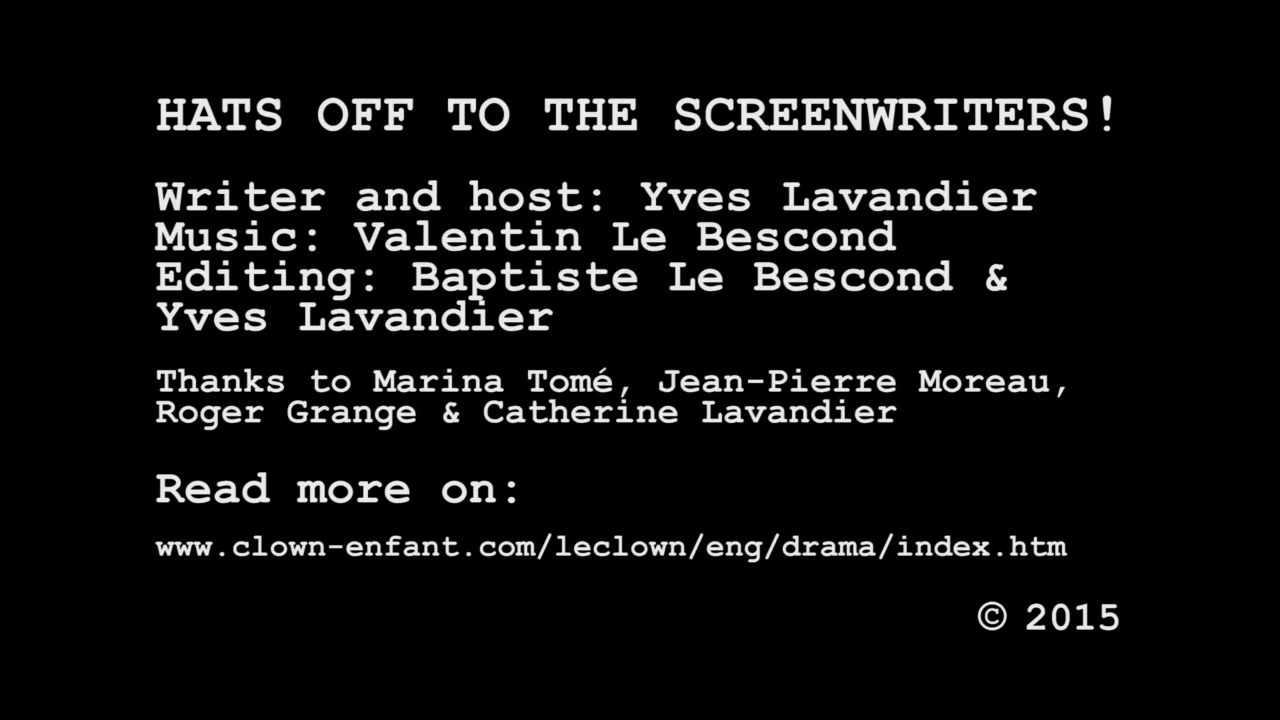 HATS OFF TO THE SCREENWRITERS!
Writer and host: Yves Lavandier
Music: Valentin Le Bescond
Editing: Baptiste Le Bescond &
Yves Lavandier
Thanks to Marina Tomé, Jean-Pierre Moreau,
Roger Grange & Catherine Lavandier
Read more on:
www.clown-enfant.com/leclown/eng/drama/index.htm
© 2015